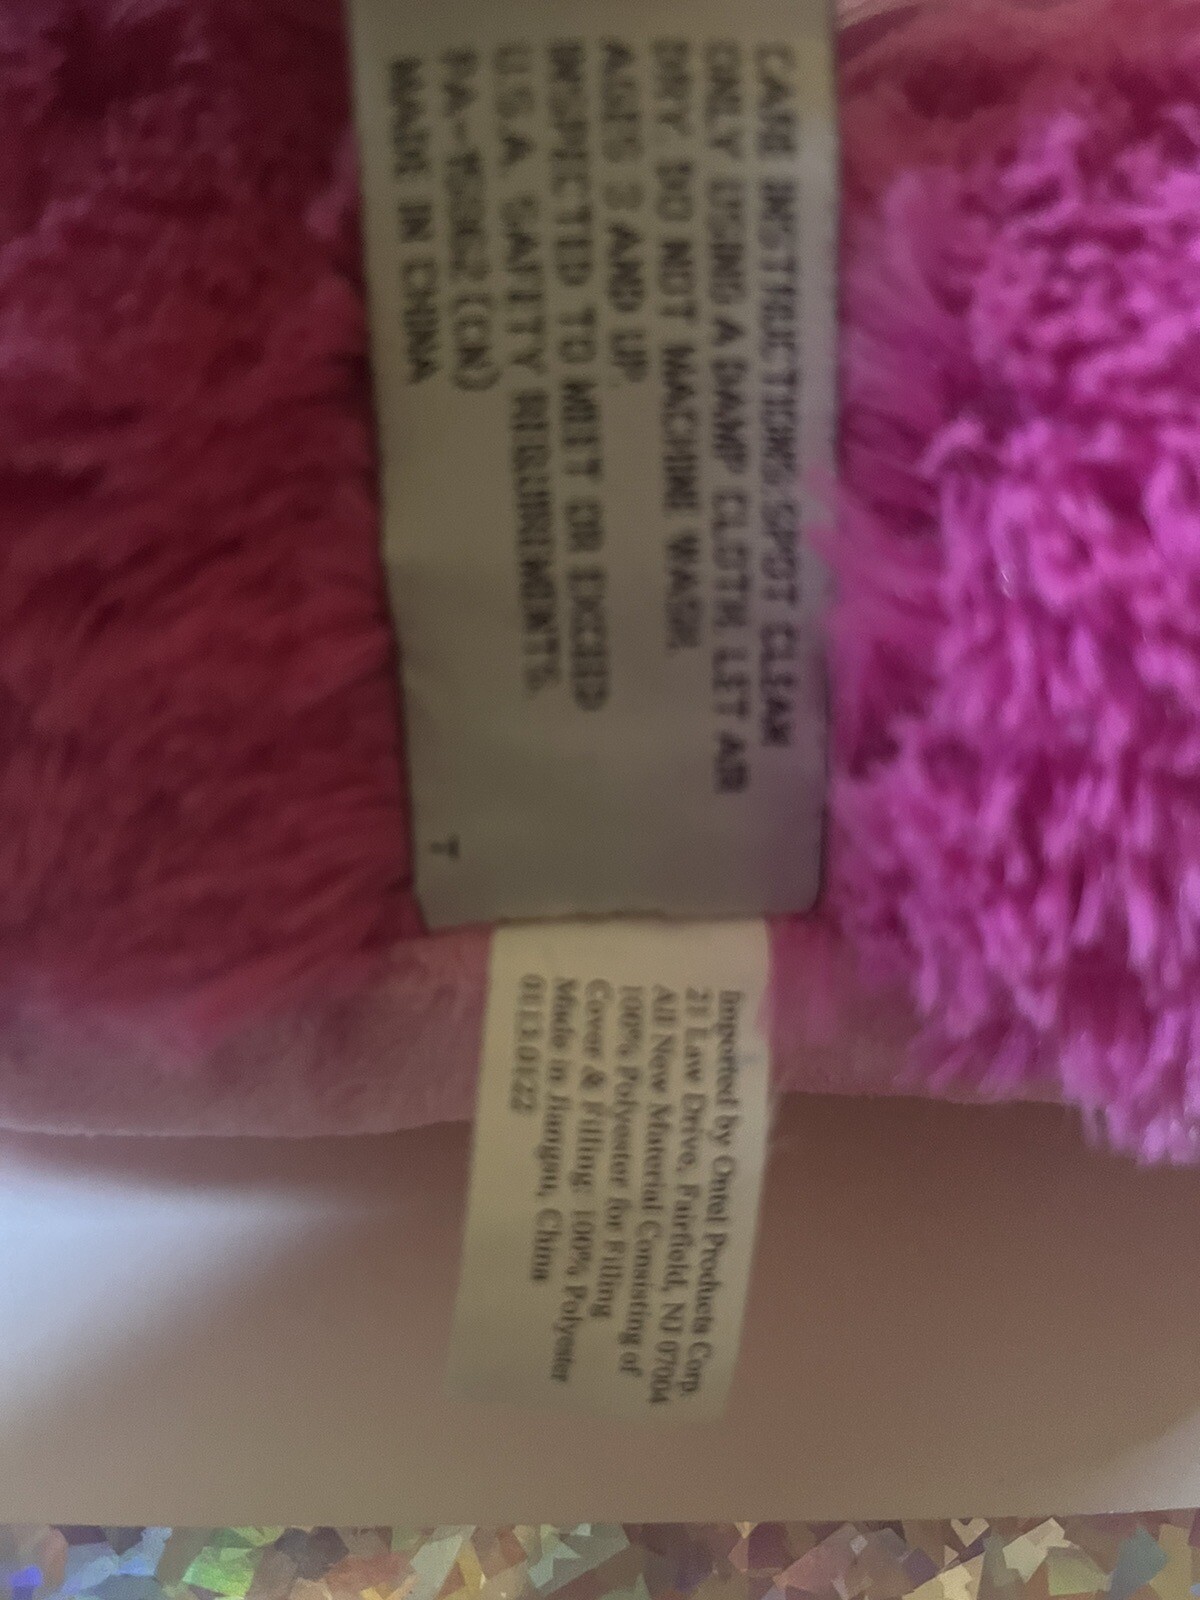 CARE INSTRUCTIONS:SPOT CLEAN
ONLY USING A DAMP CLOTH. LET AIR
DRY. DO NOT MACHINE WASH.
AGES 3 AND UP.
INSPECTED TO MEET OR EXCEED
U.S.A. SAFETY REQUIREMENTS.
MADE IN CHINA
T
Imported by Ontel Products Corp.
21 Law Drive, Fairfield, NJ 07004
All New Material Consisting of
100% Polyester for Filling
Cover & Filling: 100% Polyester
Made in Jiangsu, China